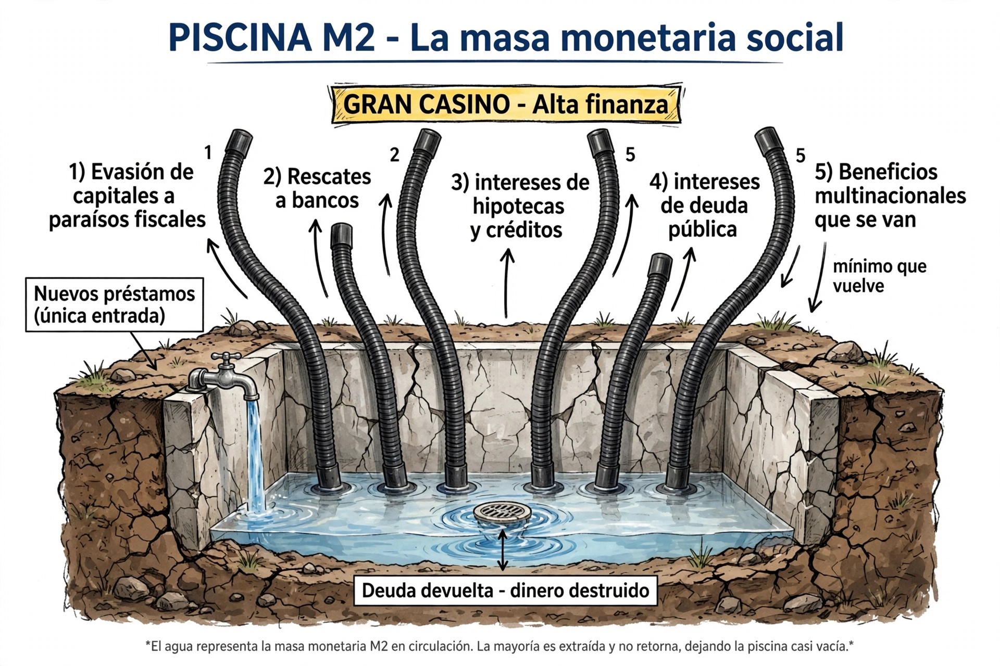 PISCINA M2 - La masa monetaria social
GRAN CASINO - Alta finanza
1
2
5
5
1) Evasión de
capitales a
paraísos fiscales
2) Rescates
a bancos
3) intereses de
hipotecas
y créditos
4) intereses
de deuda
pública
5) Beneficios
multinacionales
que se van
mínimo que
vuelve
Nuevos préstamos
(única entrada)
Deuda devuelta - dinero destruido
*El agua representa la masa monetaria M2 en circulación. La mayoría es extraída y no retorna, dejando la piscina casi vacía.*